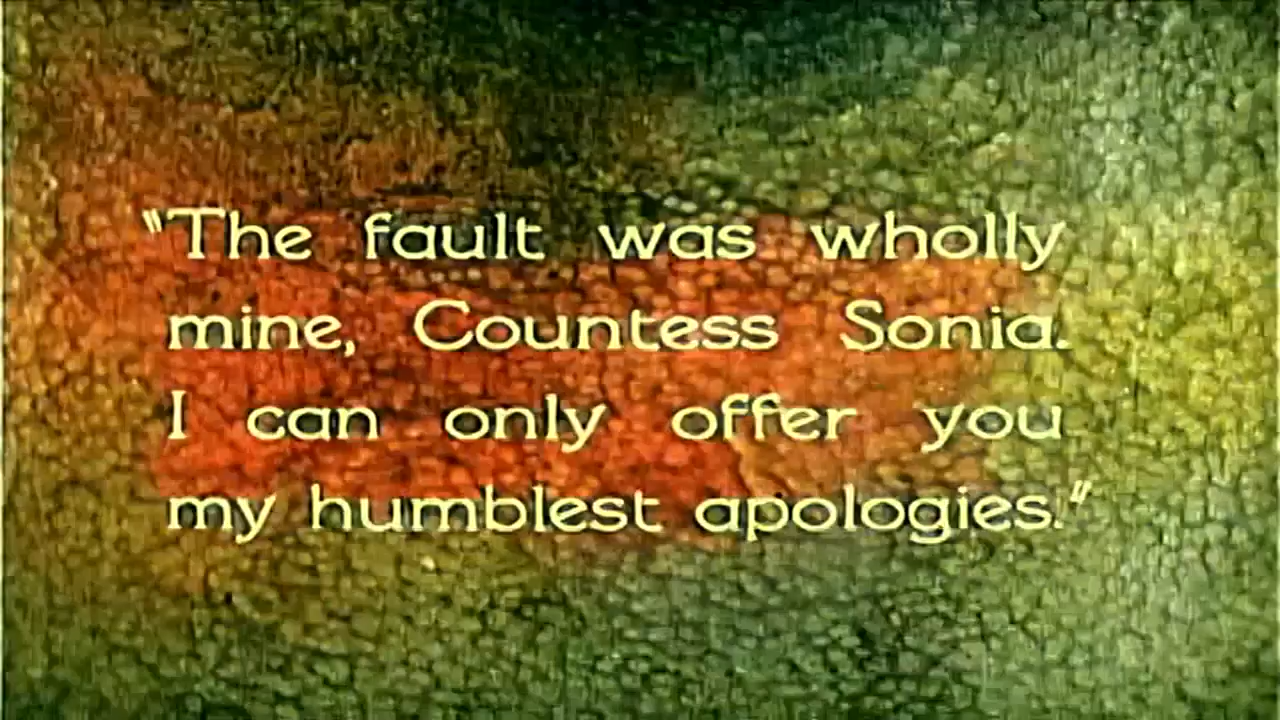 "The fault was wholly
mine, Countess Sonia.
I can only offer you
my humblest apologies."